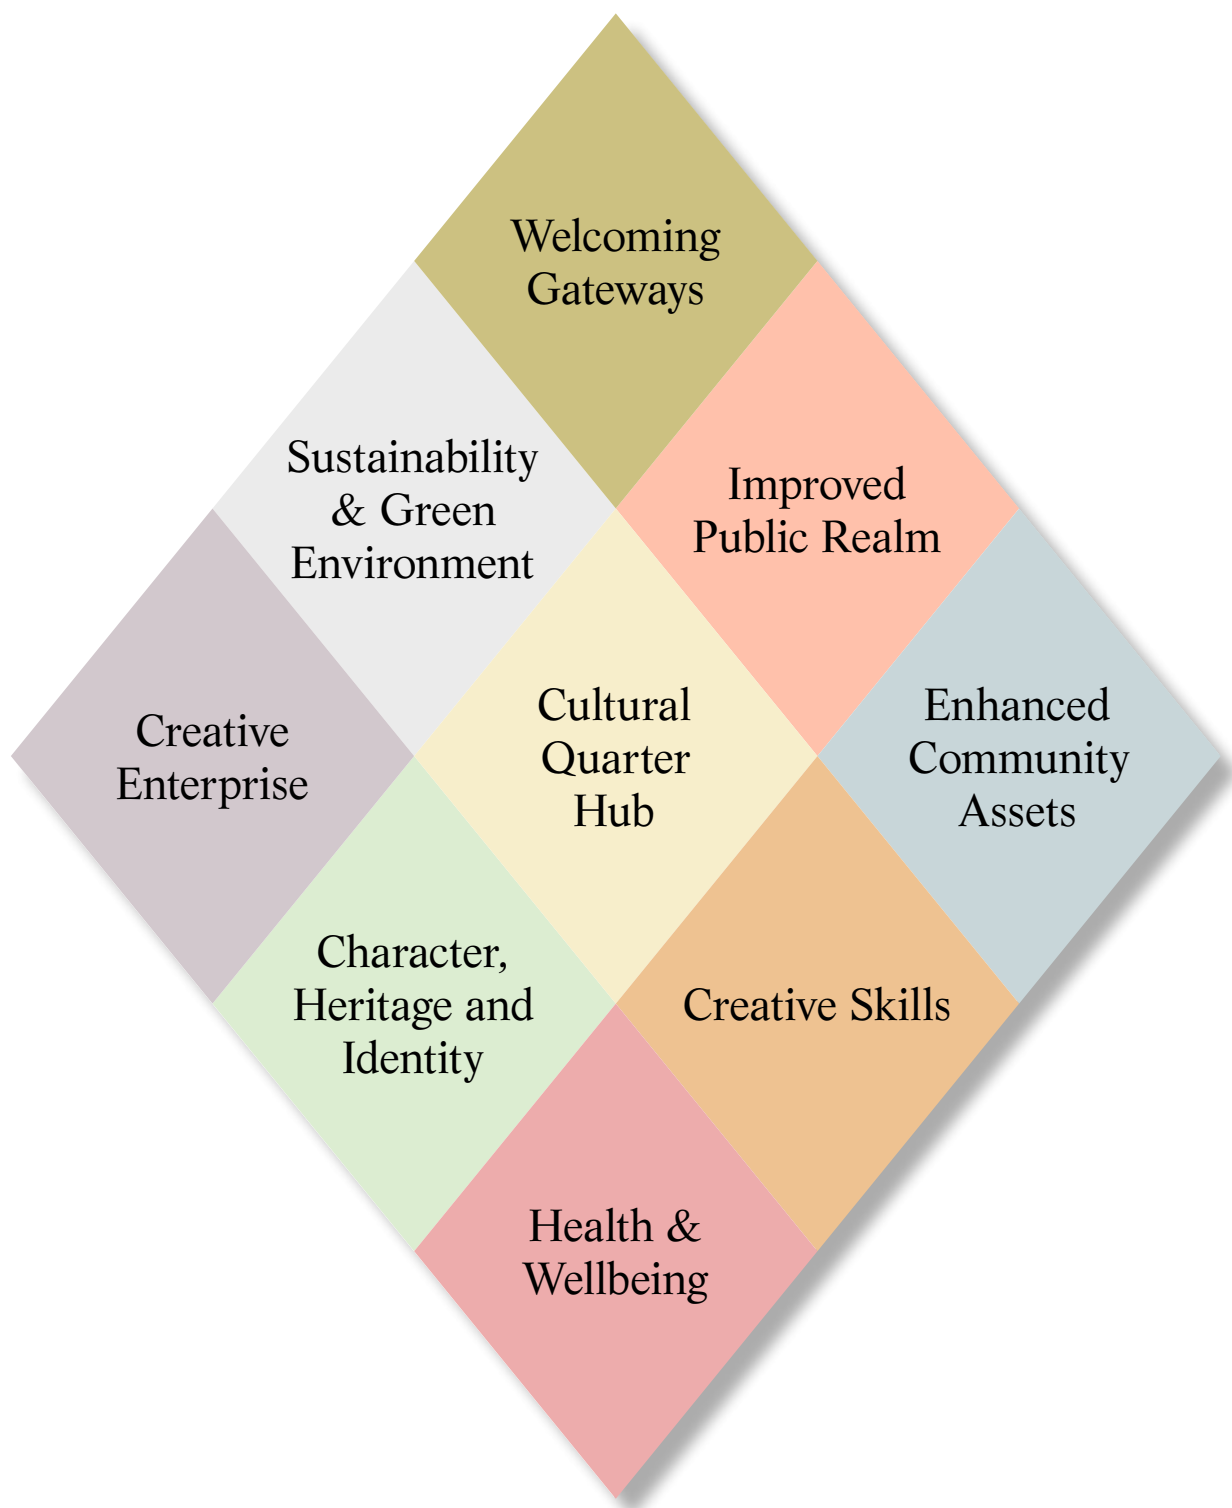 Welcoming
Gateways
Sustainability
& Green
Environment
Improved
Public Realm
Creative
Enterprise
Cultural
Quarter
Hub
Enhanced
Community
Assets
Character,
Heritage and
Identity
Creative Skills
Health &
Wellbeing